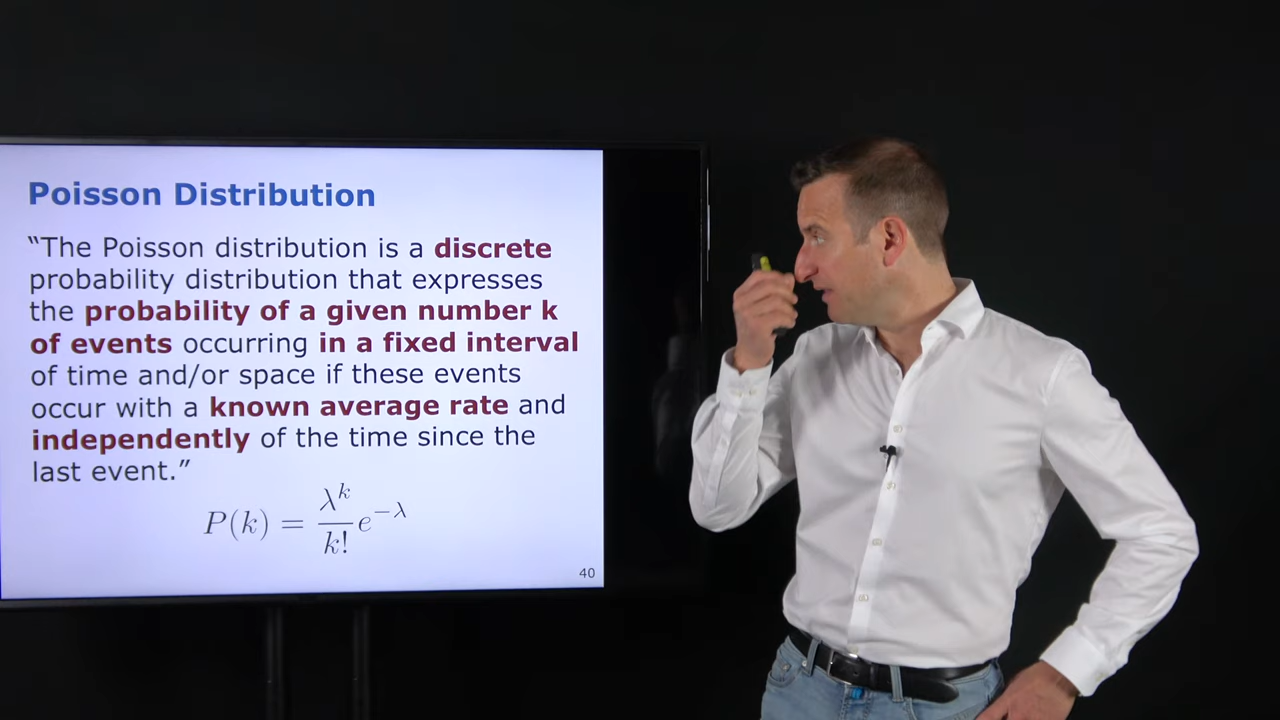 Poisson Distribution
“The Poisson distribution is a discrete
probability distribution that expresses
the probability of a given number k
of events occurring in a fixed interval
of time and/or space if these events
occur with a known average rate and
independently of the time since the
last event.”
P(k) = \frac{λ^k}{k!} e^{−λ}
40